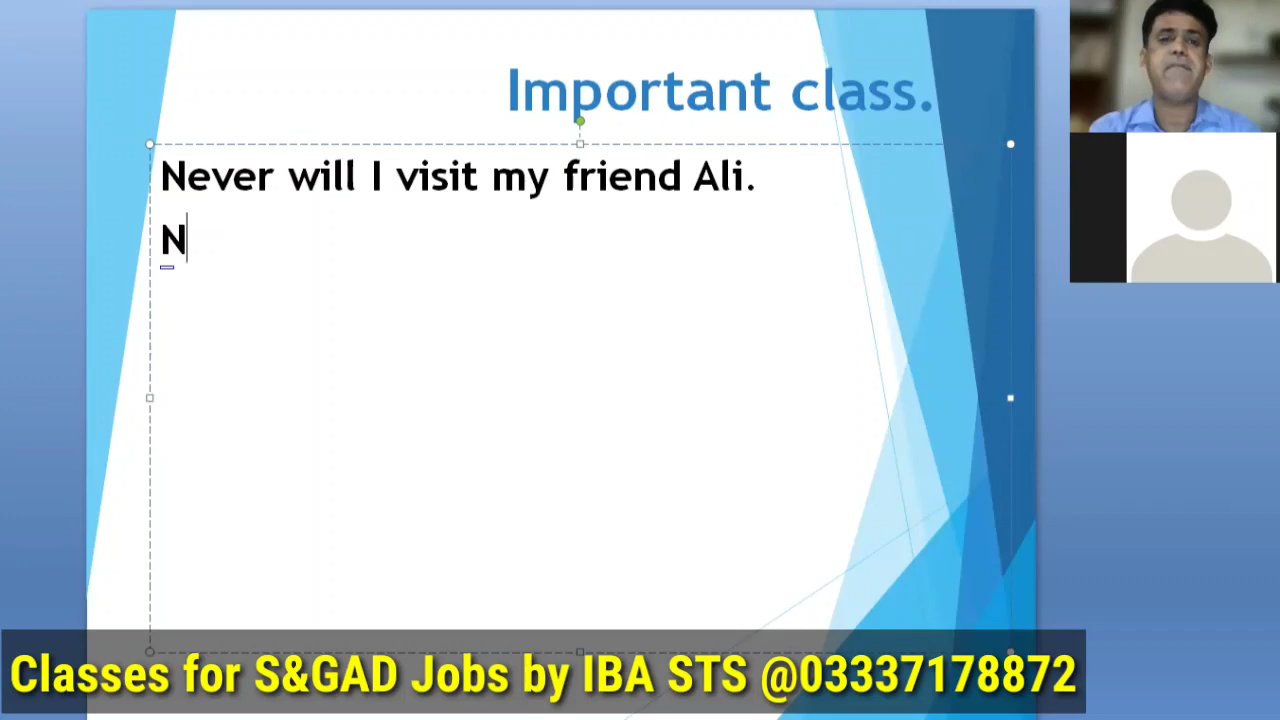 Important class.
Never will I visit my friend Ali.
N
Classes for S&GAD Jobs by IBA STS @03337178872